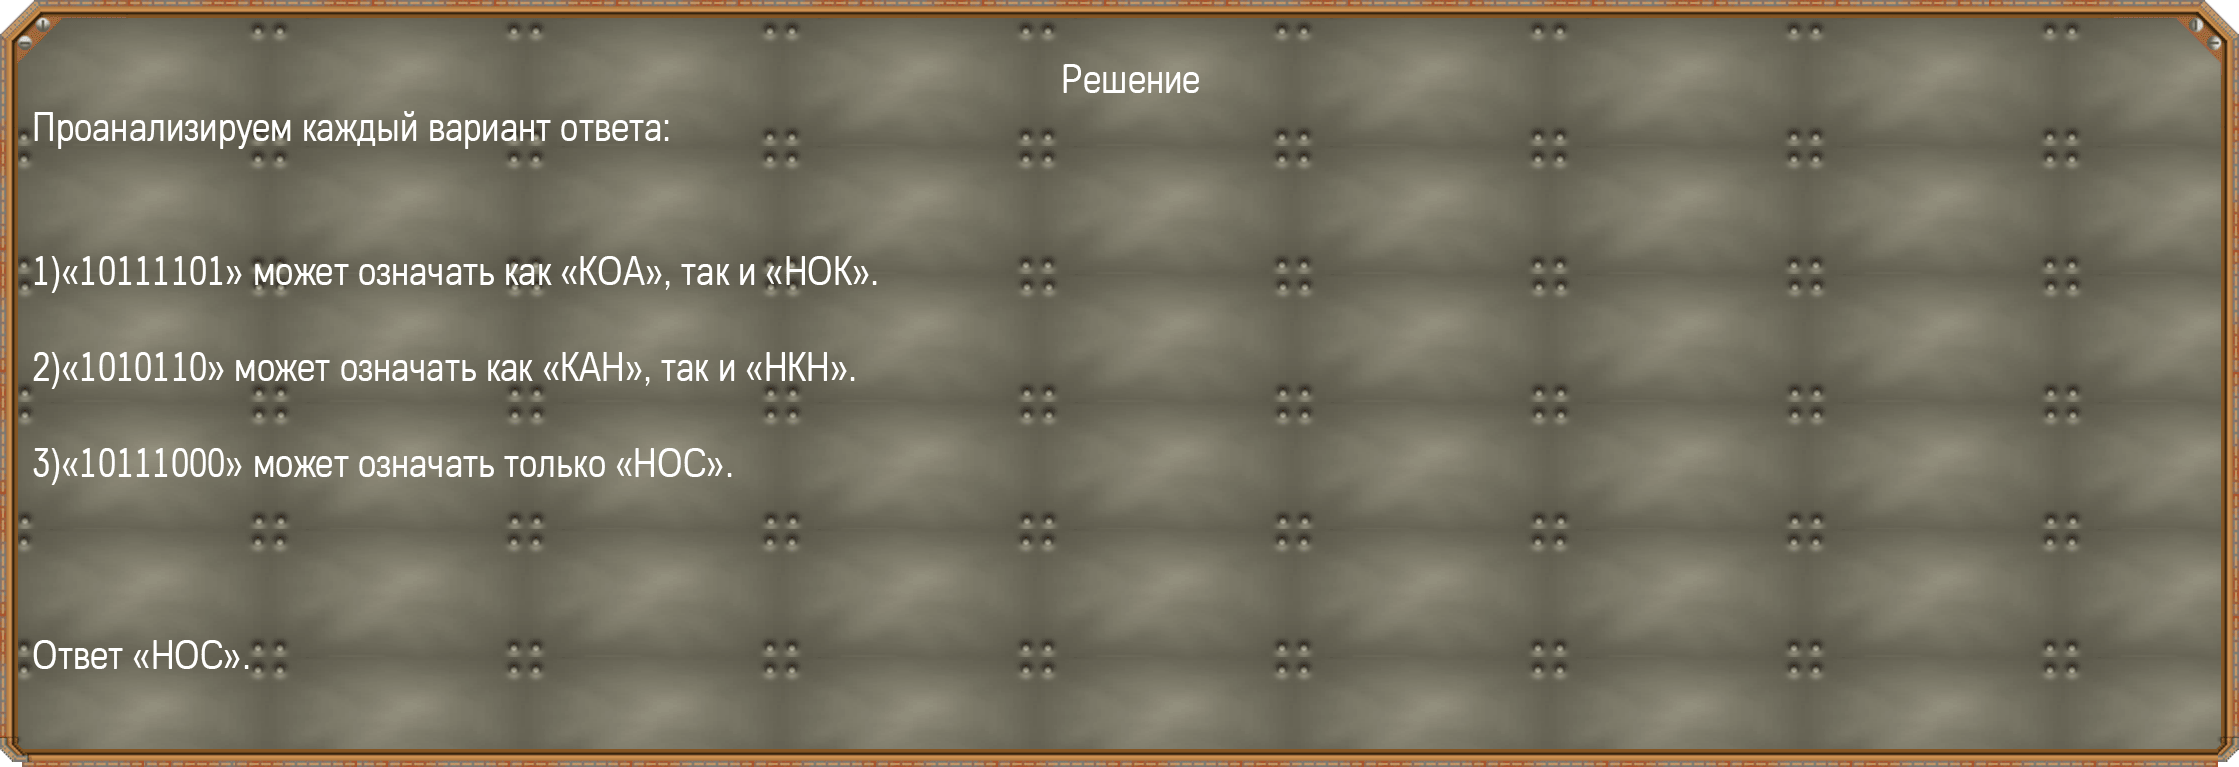 Решение
Проанализируем каждый вариант ответа:
1)«10111101» может означать как «КОА», так и «НОК».
2)«1010110» может означать как «КАН», так и «НКН».
3)«10111000» может означать только «НОС».
Ответ «НОС».